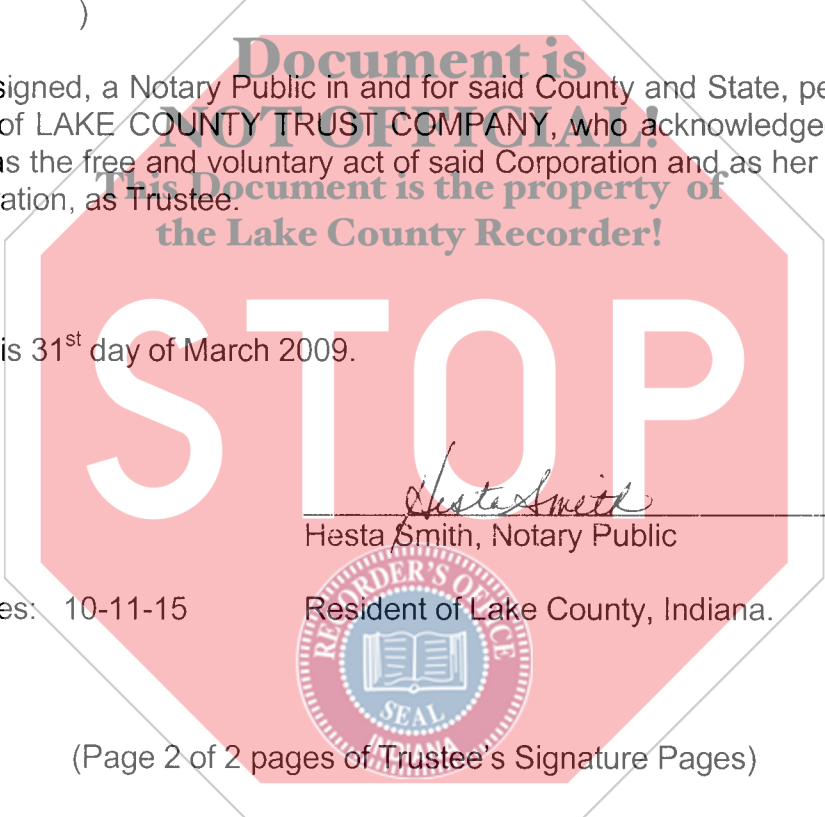 )
Document is
signed, a Notary Public in and for said County and State, pe
NOT OFFICIAL!
of LAKE COUNTY TRUST COMPANY, who acknowledge
as the free and voluntary act of said Corporation and as her
This Document is the property of
ation, as Trustee.
the Lake County Recorder!
STOP
is 31st day of March 2009.
Hesta Smith
Hesta Smith, Notary Public
es: 10-11-15 Resident of Lake County, Indiana.
RECORDER'S OFFICE
SEAL
INDIANA
(Page 2 of 2 pages of Trustee's Signature Pages)